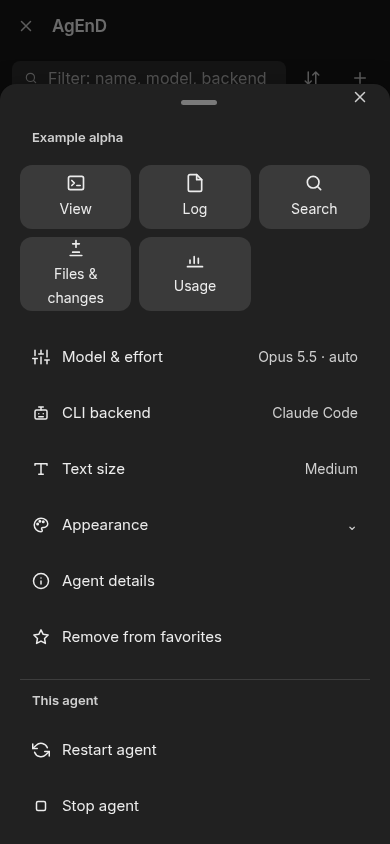 AgEnD
Filter: name, model, backend
Example alpha
View
Log
Search
Files &
changes
Usage
Model & effort
Opus 5.5 · auto
CLI backend
Claude Code
Text size
Medium
Appearance
Agent details
Remove from favorites
This agent
Restart agent
Stop agent